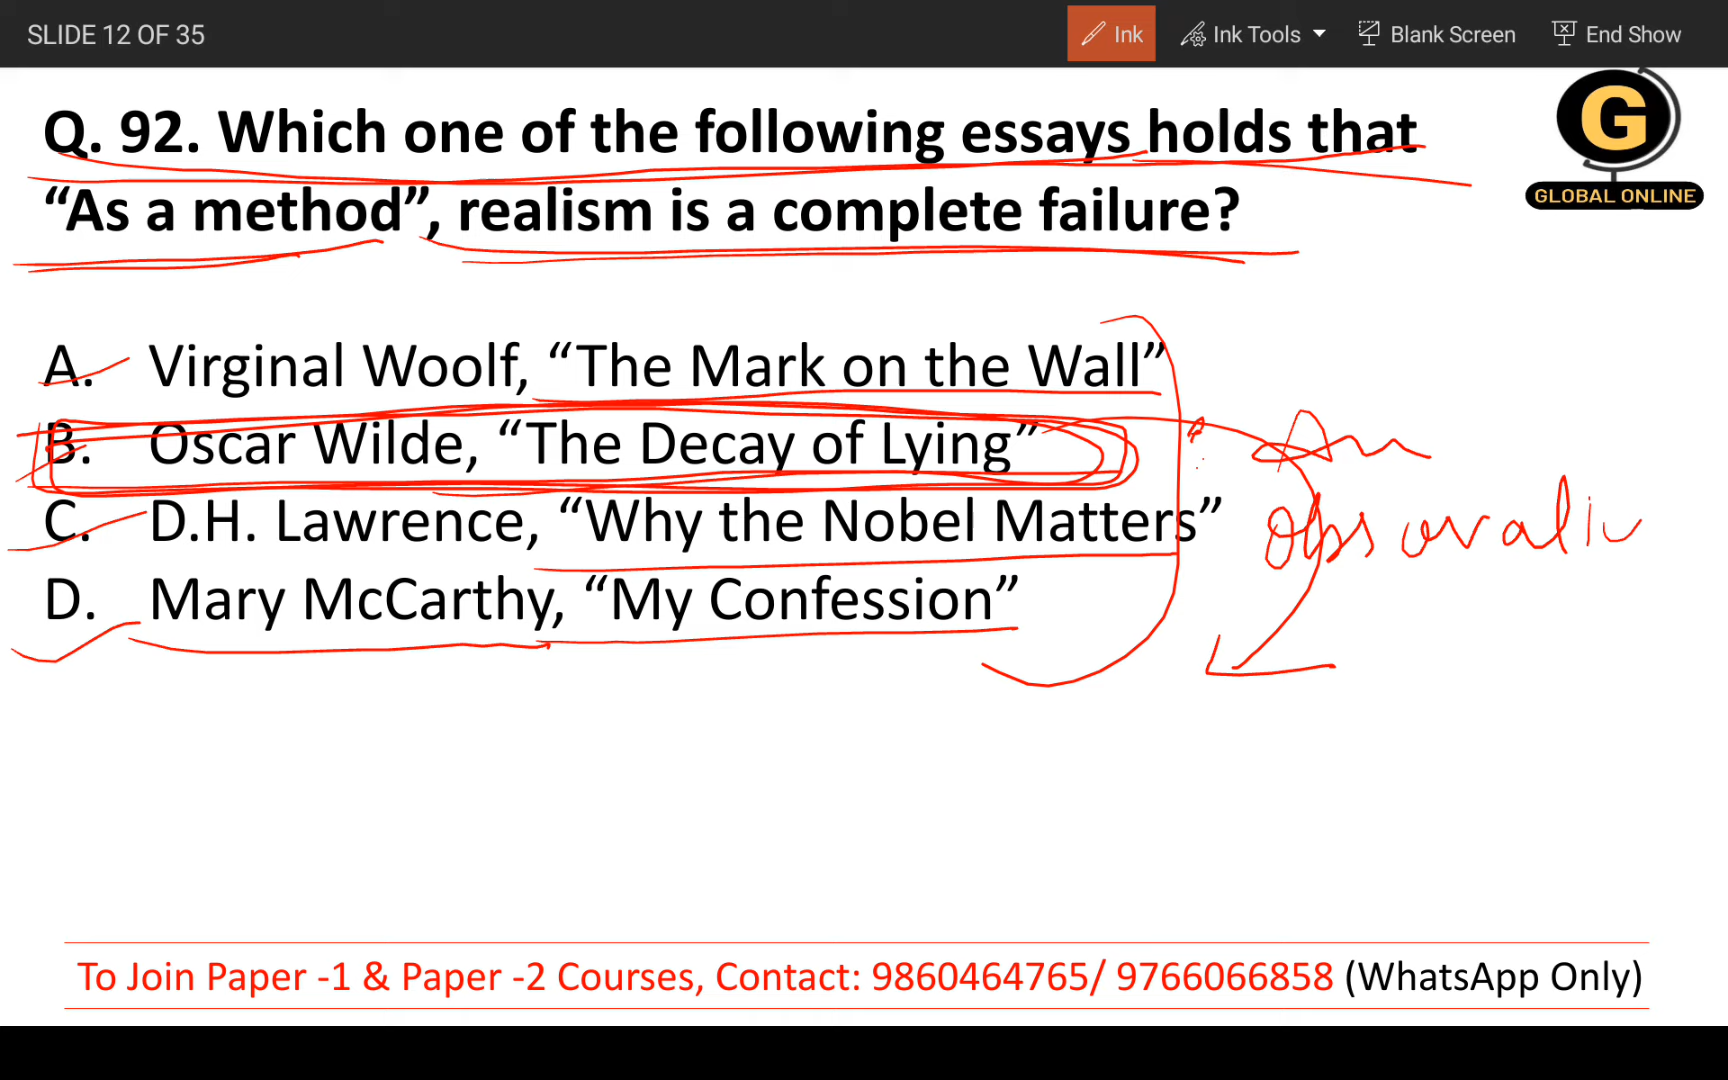 SLIDE 12 OF 35
Ink
Ink Tools
Blank Screen
End Show
G
GLOBAL ONLINE
Q. 92. Which one of the following essays holds that
“As a method”, realism is a complete failure?
A. Virginal Woolf, “The Mark on the Wall”
B. Oscar Wilde, “The Decay of Lying”
An
C. D.H. Lawrence, “Why the Nobel Matters”
D. Mary McCarthy, “My Confession”
To Join Paper -1 & Paper -2 Courses, Contact: 9860464765/ 9766066858 (WhatsApp Only)